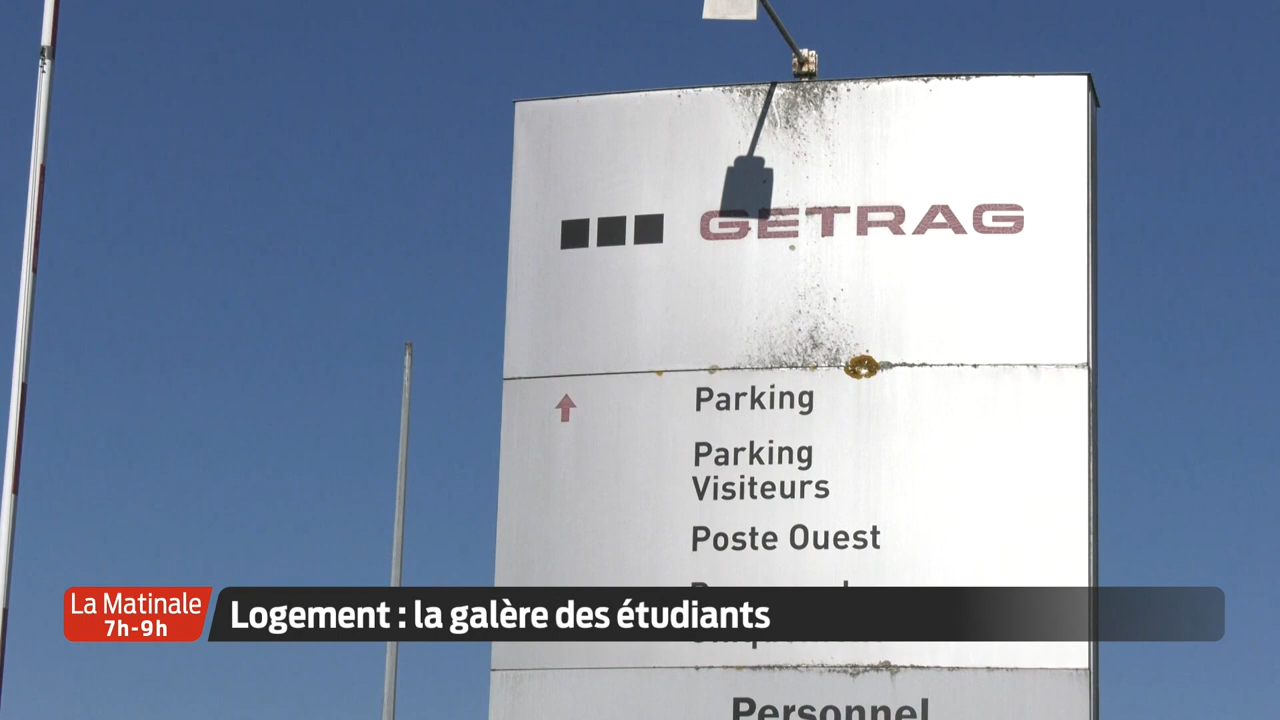 GETRAG
Parking
Parking
Visiteurs
Poste Ouest
La Matinale
7h-9h
Logement : la galère des étudiants
Personnel